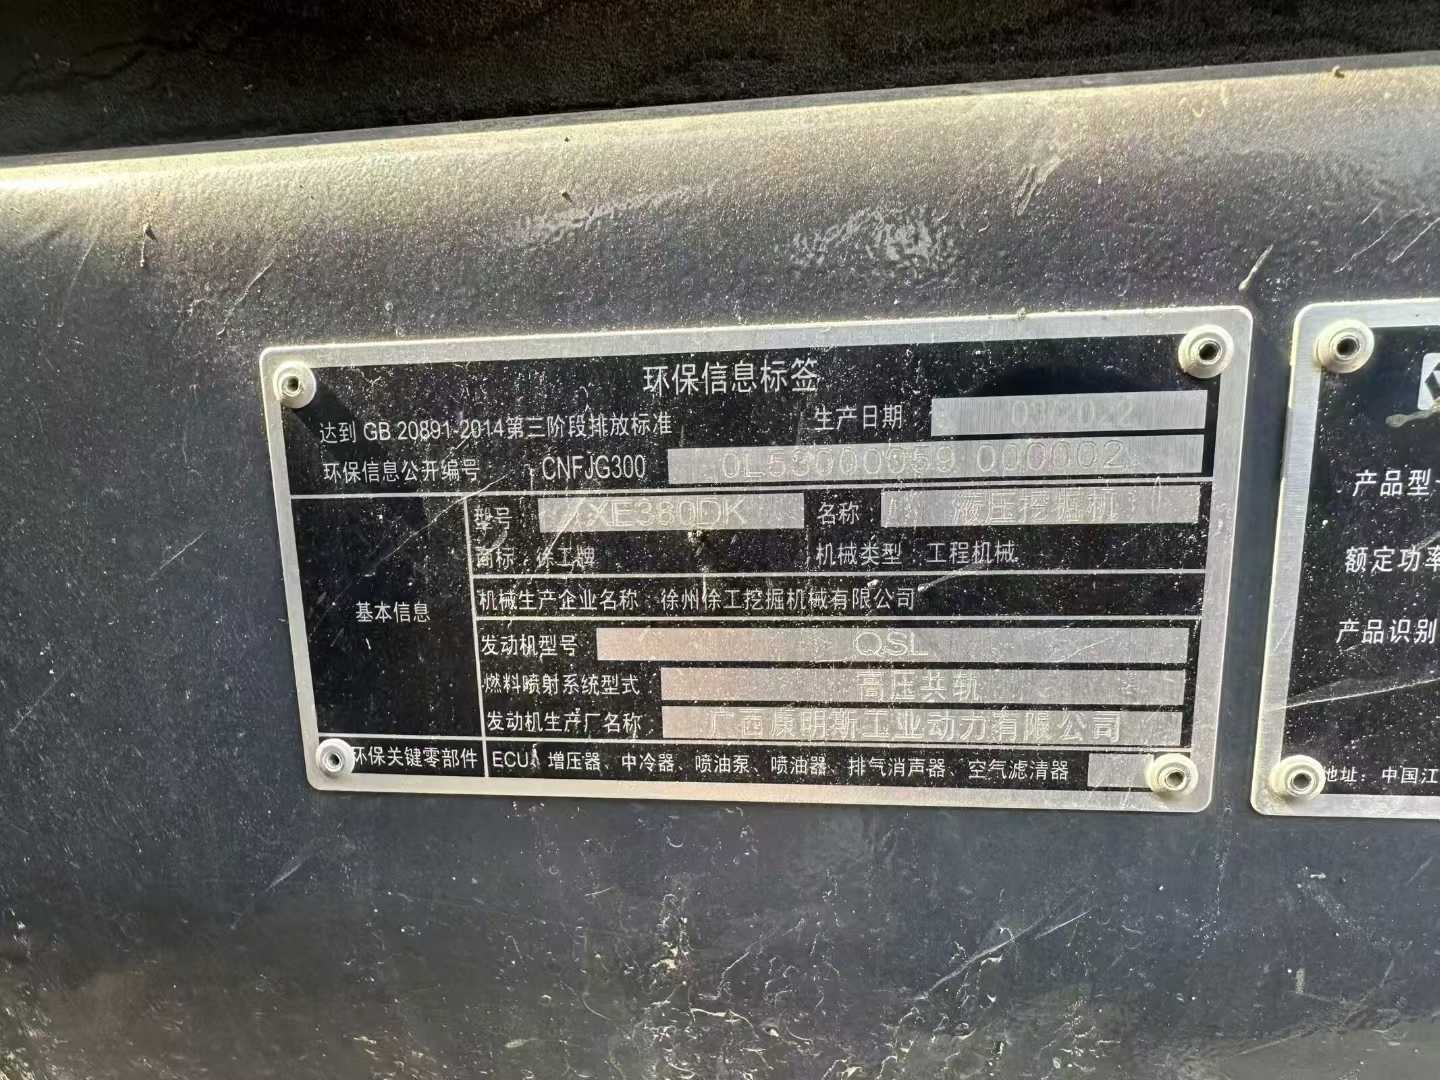 环保信息标签
达到 GB 20891-2014第三阶段排放标准 生产日期
环保信息公开编号 CNFJG300 0L53000059 000002
基本信息
型号 XE380DK 名称 液压挖掘机
商标 徐工牌 机械类型 工程机械
机械生产企业名称 徐州徐工挖掘机械有限公司
发动机型号 QSL
燃料喷射系统型式 高压共轨
发动机生产厂名称 广西康明斯工业动力有限公司
环保关键零部件 ECU、增压器、中冷器、喷油泵、喷油器、排气消声器、空气滤清器
产品型
额定功率
产品识别
地址：中国江